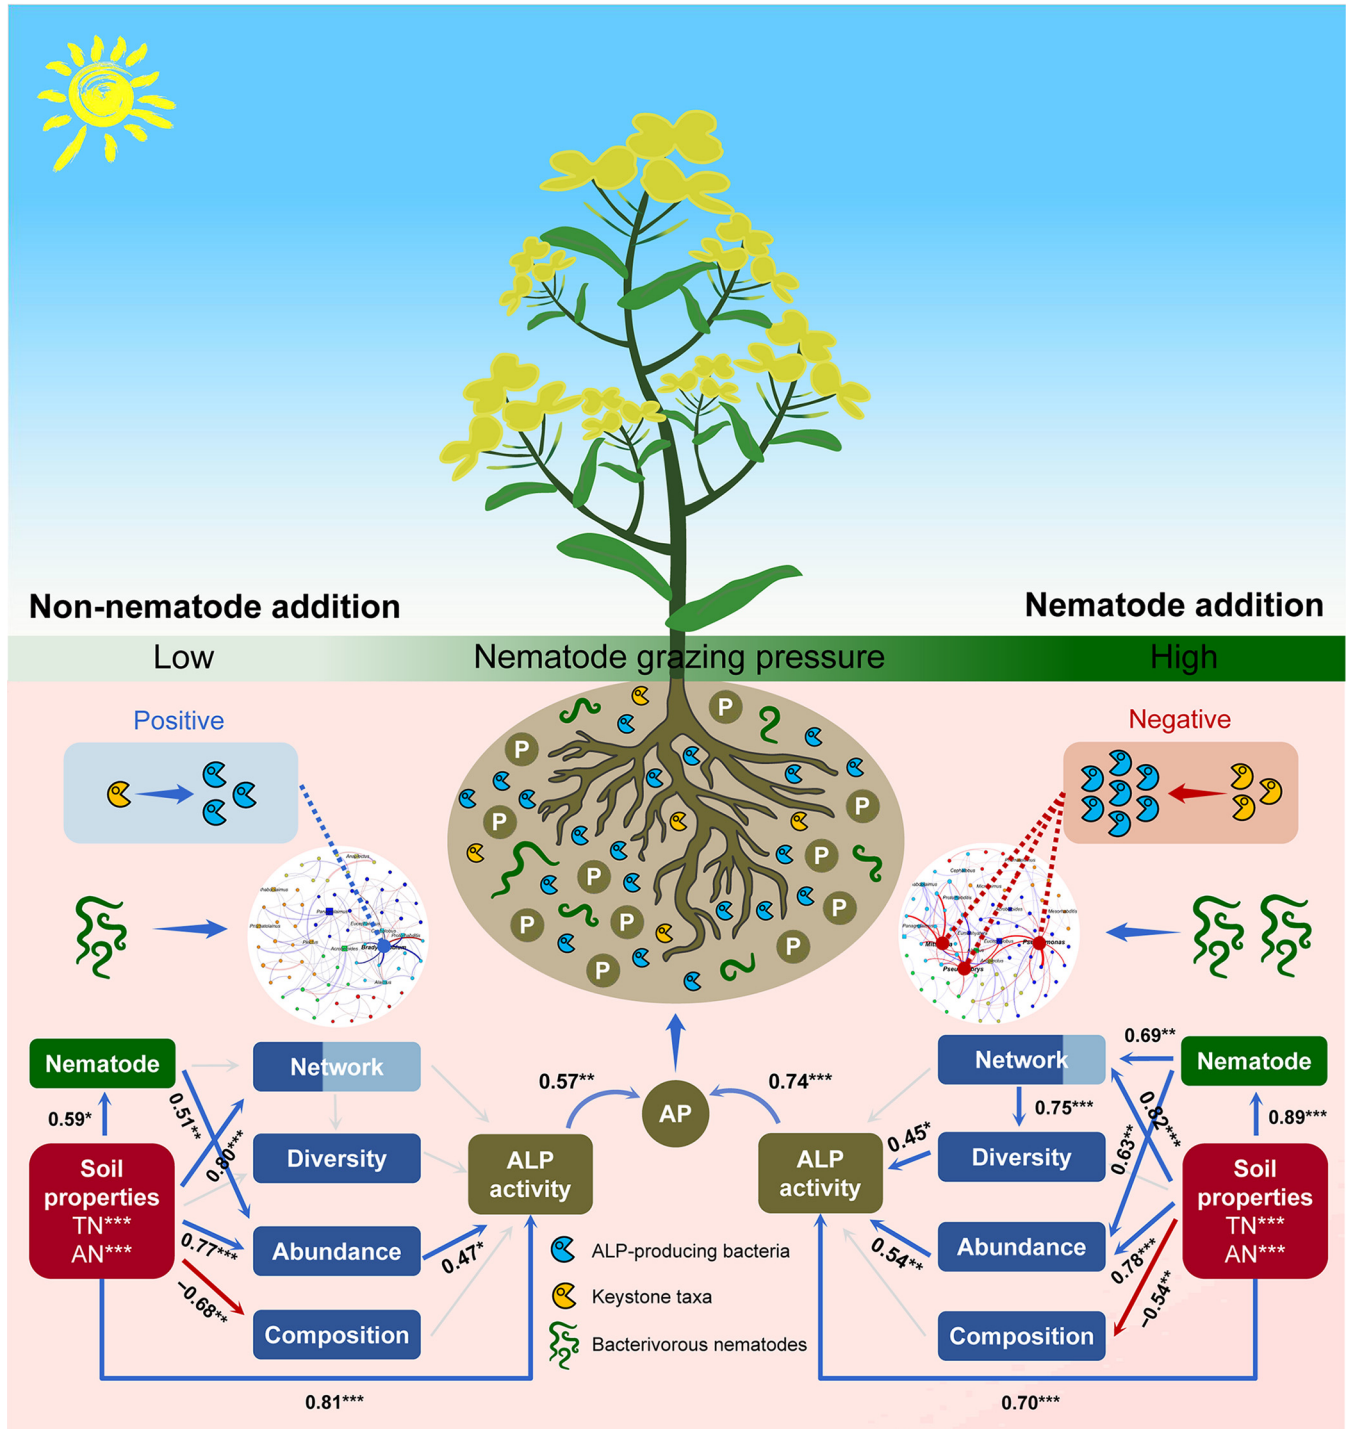 Non-nematode addition
Nematode addition
Low
Nematode grazing pressure
High
Positive
Negative
P
P
P
P
P
P
P
P
P
P
P
P
Nematode
Network
0.59*
0.51**
0.80***
Soil
properties
TN***
AN***
Diversity
0.77***
Abundance
−0.68**
Composition
0.47*
ALP
activity
0.81***
0.57**
AP
0.74***
ALP
activity
Network
0.69**
Nematode
0.75***
0.82***
0.89***
0.45*
Diversity
0.63**
Soil
properties
TN***
AN***
0.54**
Abundance
0.78***
−0.54**
Composition
0.70***
ALP-producing bacteria
Keystone taxa
Bacterivorous nematodes